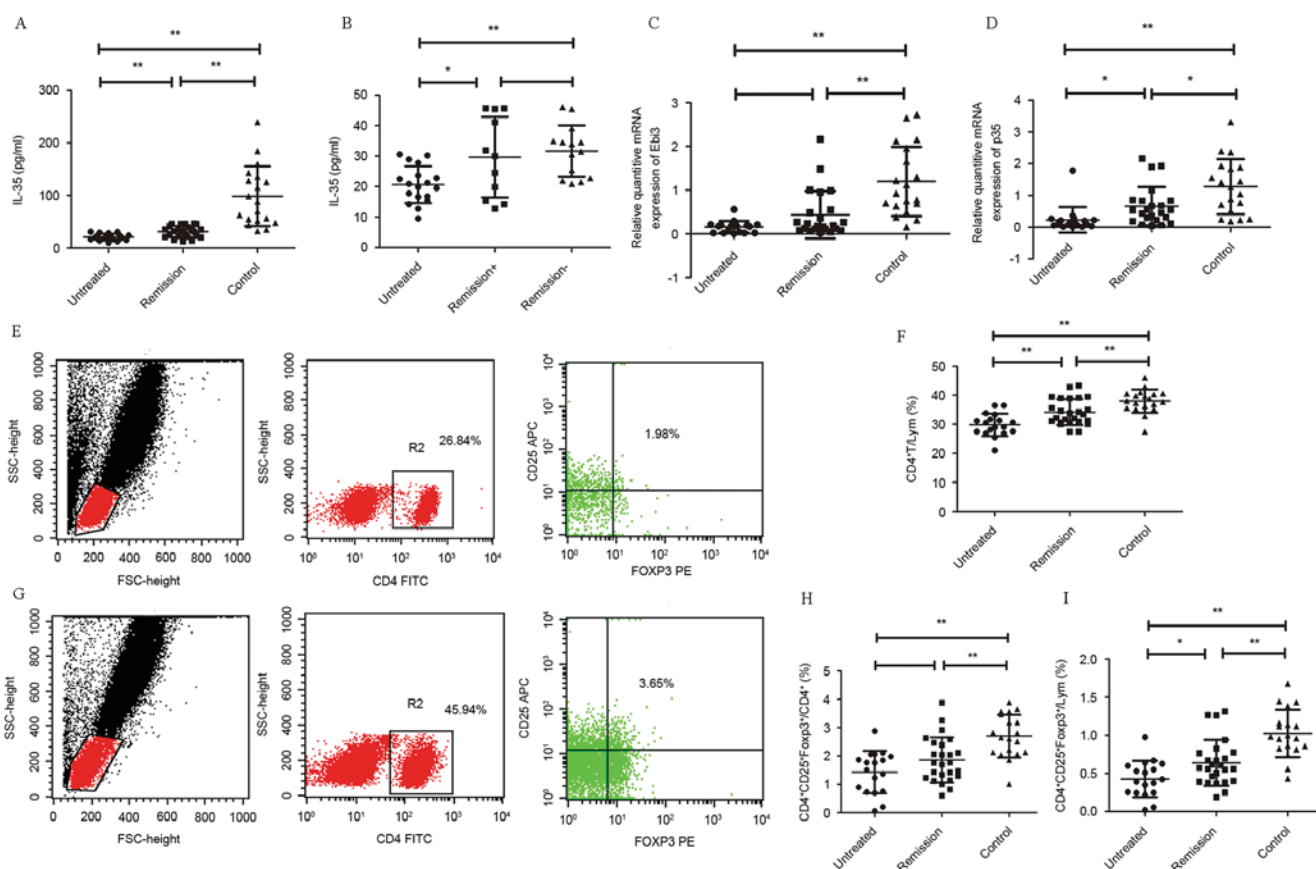 A
**
**
**
IL-35 (pg/ml)
300
200
100
0
Untreated
Remission
Control
B
**
*
IL-35 (pg/ml)
50
40
30
20
10
0
Untreated
Remission+
Remission-
C
**
**
Relative quantitive mRNA
expression of Ebi3
3
2
1
0
-1
Untreated
Remission
Control
D
**
*
*
Relative quantitive mRNA
expression of p35
4
3
2
1
0
-1
Untreated
Remission
Control
E
SSC-height
1000
800
600
400
200
0
0 200 400 600 800 1000
FSC-height
SSC-height
1000
800
600
400
200
0
R2
26.84%
10⁰ 10¹ 10² 10³ 10⁴
CD4 FITC
CD25 APC
10⁴
10³
10²
10¹
10⁰
1.98%
10⁰ 10¹ 10² 10³ 10⁴
FOXP3 PE
F
**
**
**
CD4⁺T/Lym (%)
50
40
30
20
10
0
Untreated
Remission
Control
G
SSC-height
1000
800
600
400
200
0
0 200 400 600 800 1000
FSC-height
SSC-height
1000
800
600
400
200
0
R2
45.94%
10⁰ 10¹ 10² 10³ 10⁴
CD4 FITC
CD25 APC
10⁴
10³
10²
10¹
10⁰
3.65%
10⁰ 10¹ 10² 10³ 10⁴
FOXP3 PE
H
**
**
CD4⁺CD25⁺Foxp3⁺/CD4⁺ (%)
5
4
3
2
1
0
Untreated
Remission
Control
I
**
*
**
CD4⁺CD25⁺Foxp3⁺/Lym (%)
2.0
1.5
1.0
0.5
0.0
Untreated
Remission
Control